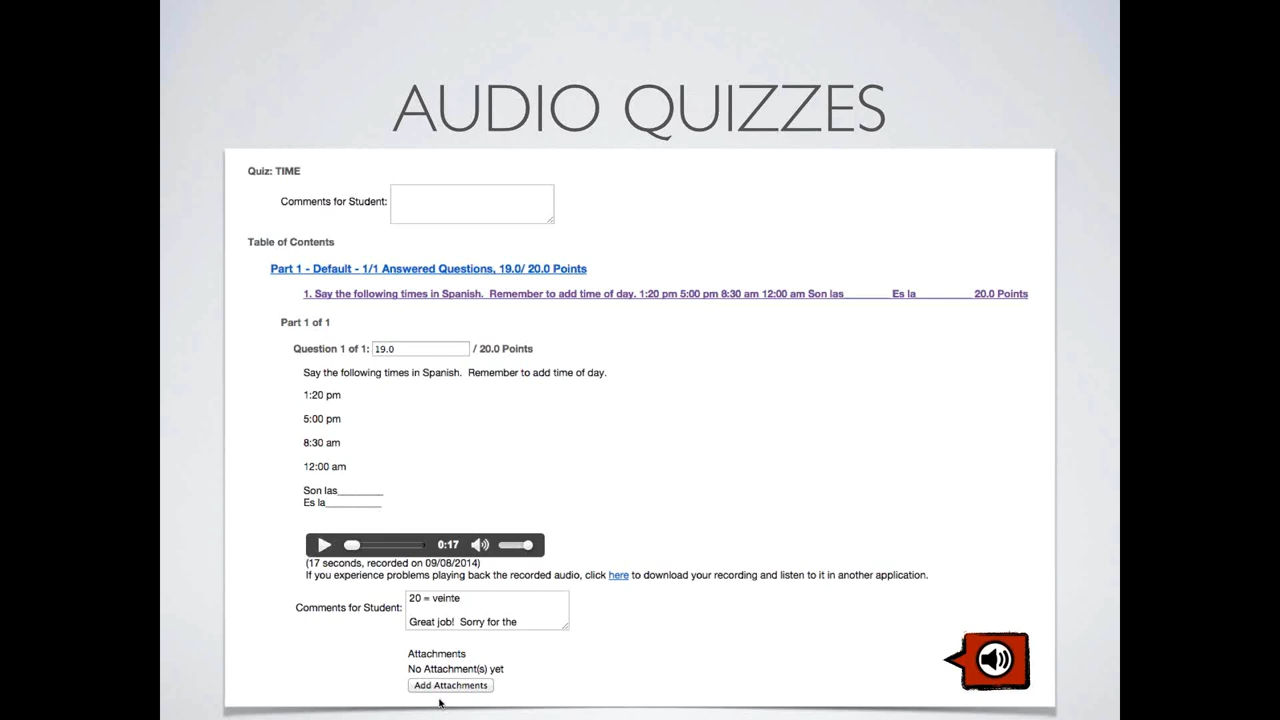 AUDIO QUIZZES
Quiz: TIME
Comments for Student:
Table of Contents
Part 1 - Default - 1/1 Answered Questions, 19.0/ 20.0 Points
1. Say the following times in Spanish.  Remember to add time of day. 1:20 pm 5:00 pm 8:30 am 12:00 am Son las________ Es la__________ 20.0 Points
Part 1 of 1
Question 1 of 1: 19.0 / 20.0 Points
Say the following times in Spanish.  Remember to add time of day.
1:20 pm
5:00 pm
8:30 am
12:00 am
Son las________
Es la__________
0:17
(17 seconds, recorded on 09/08/2014)
If you experience problems playing back the recorded audio, click here to download your recording and listen to it in another application.
Comments for Student:
20 = veinte
Great job!  Sorry for the
Attachments
No Attachment(s) yet
Add Attachments